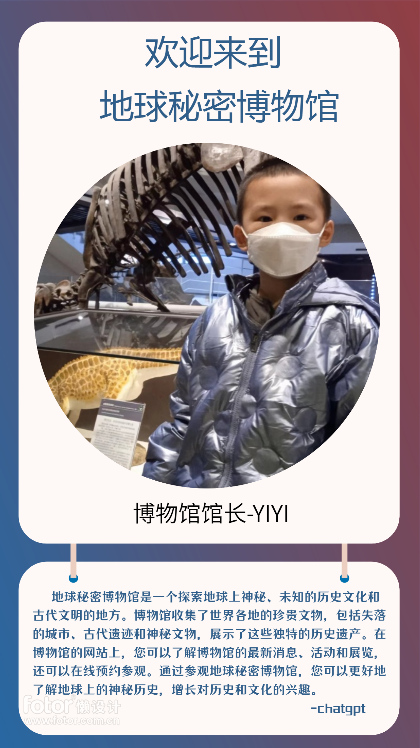 欢迎来到
地球秘密博物馆
博物馆馆长-YIYI
地球秘密博物馆是一个探索地球上神秘、未知的历史文化和
古代文明的地方。博物馆收集了世界各地的珍贵文物，包括失落
的城市、古代遗迹和神秘文物，展示了这些独特的历史遗产。在
博物馆的网站上，您可以了解博物馆的最新消息、活动和展览，
还可以在线预约参观。通过参观地球秘密博物馆，您可以更好地
了解地球上的神秘历史，增长对历史和文化的兴趣。
-chatgpt
fotor懒设计
www.fotor.com.cn